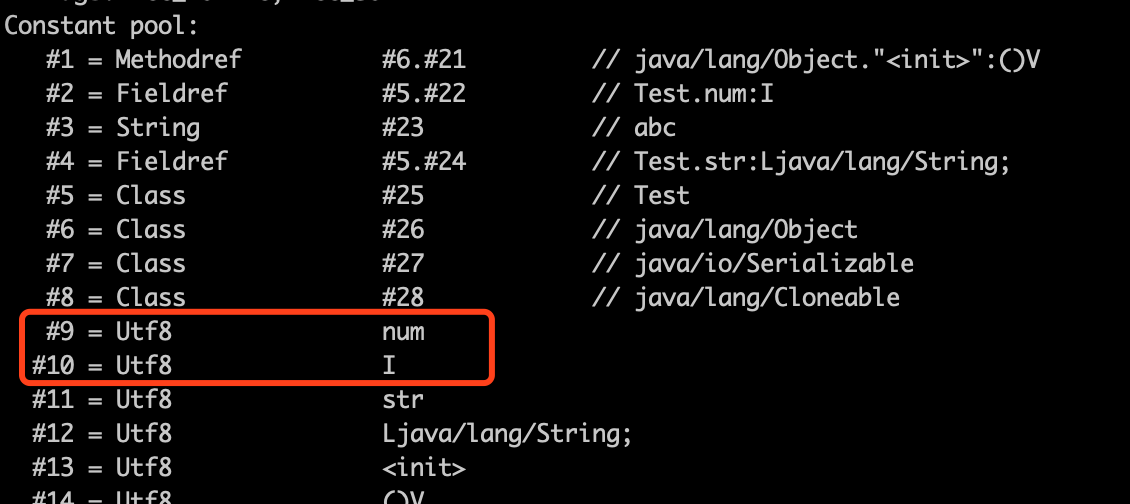 Constant pool:
#1 = Methodref #6.#21 // java/lang/Object."<init>":()V
#2 = Fieldref #5.#22 // Test.num:I
#3 = String #23 // abc
#4 = Fieldref #5.#24 // Test.str:Ljava/lang/String;
#5 = Class #25 // Test
#6 = Class #26 // java/lang/Object
#7 = Class #27 // java/io/Serializable
#8 = Class #28 // java/lang/Cloneable
#9 = Utf8 num
#10 = Utf8 I
#11 = Utf8 str
#12 = Utf8 Ljava/lang/String;
#13 = Utf8 <init>
#14 = Utf8 ()V